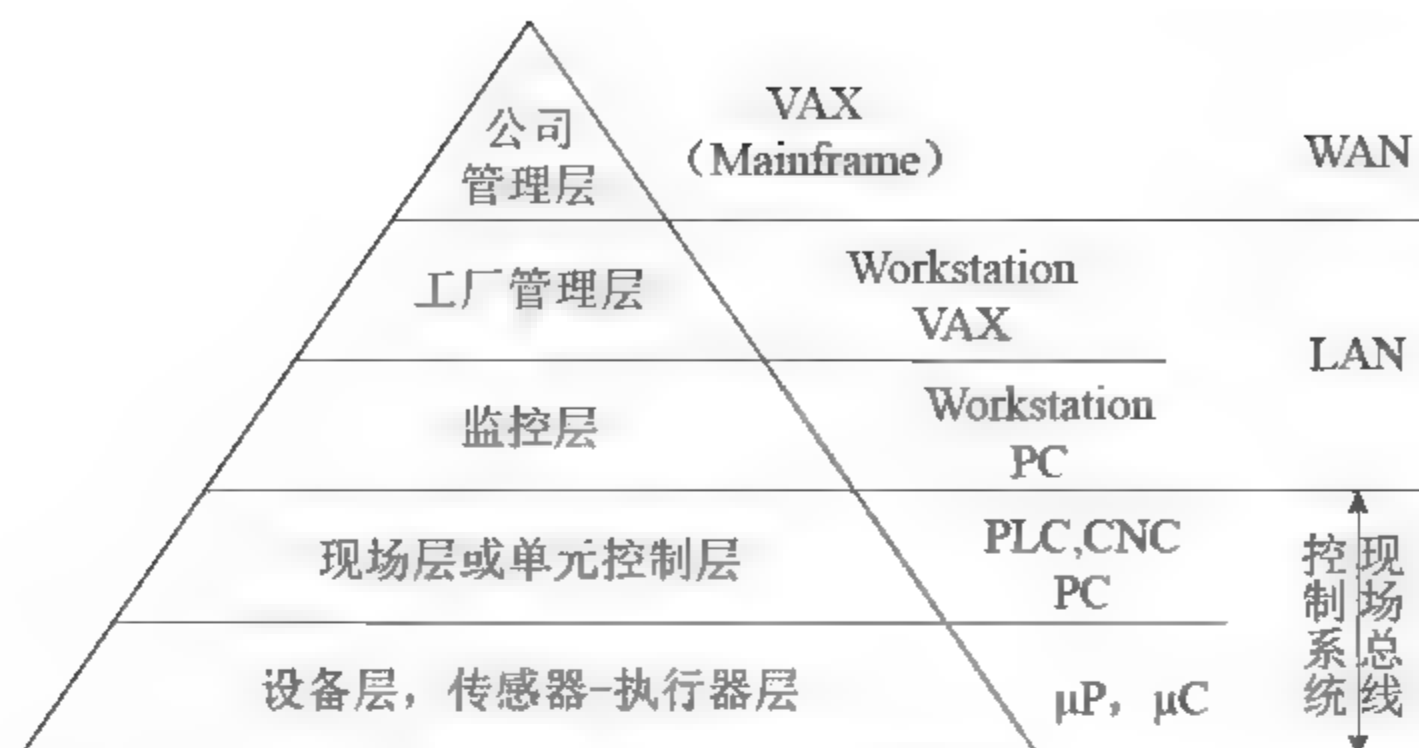 公司
管理层
VAX
（Mainframe）
WAN
工厂管理层
Workstation
VAX
LAN
监控层
Workstation
PC
现场层或单元控制层
PLC,CNC
PC
设备层，传感器-执行器层
μP，μC
现场总线
控制系统